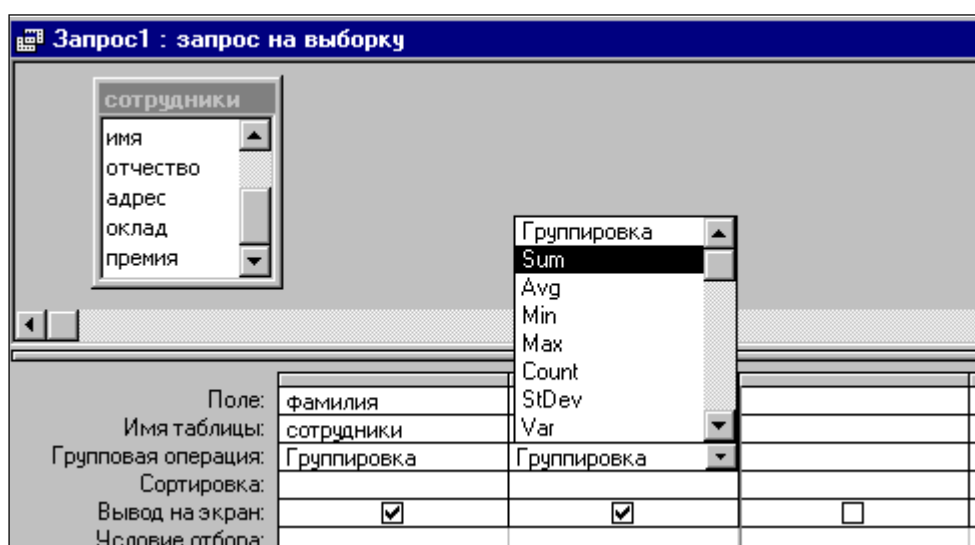 Запрос1 : запрос на выборку
сотрудники
имя
отчество
адрес
оклад
премия
Группировка
Sum
Avg
Min
Max
Count
StDev
Var
Поле: фамилия
Имя таблицы: сотрудники
Групповая операция: Группировка Группировка
Сортировка:
Вывод на экран:
Условие отбора: